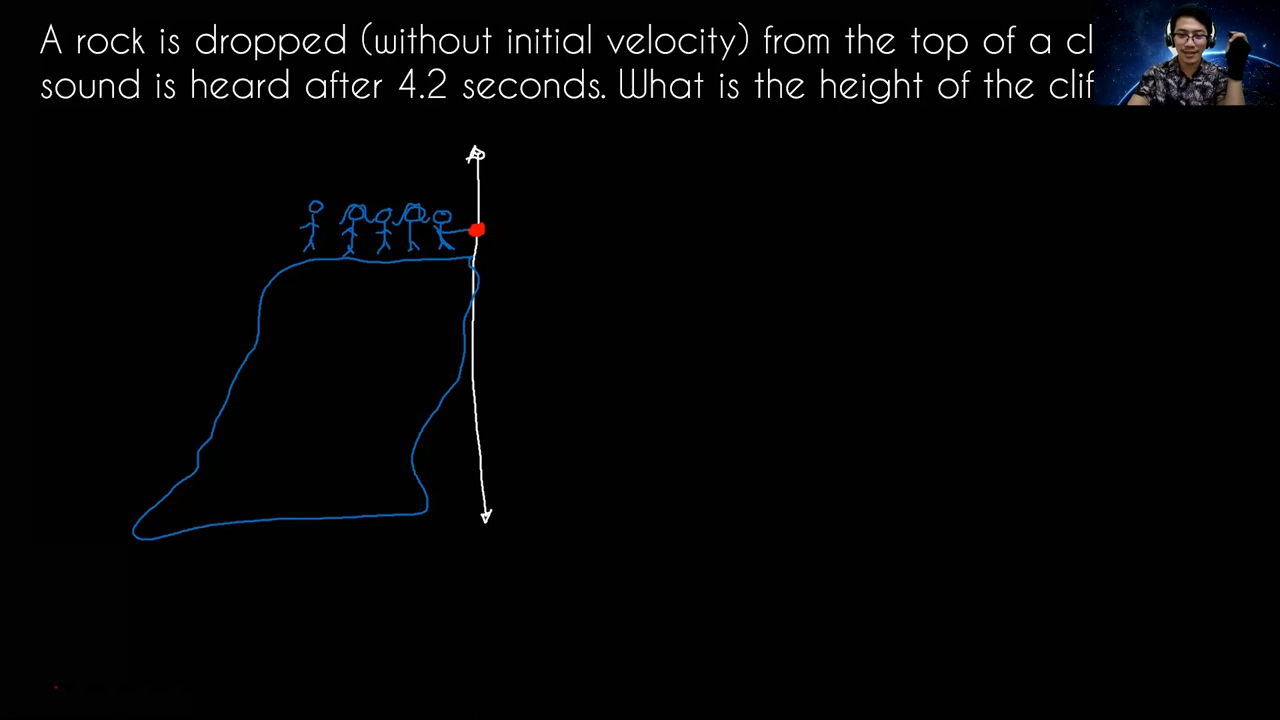 A rock is dropped (without initial velocity) from the top of a
sound is heard after 4.2 seconds. What is the height of the